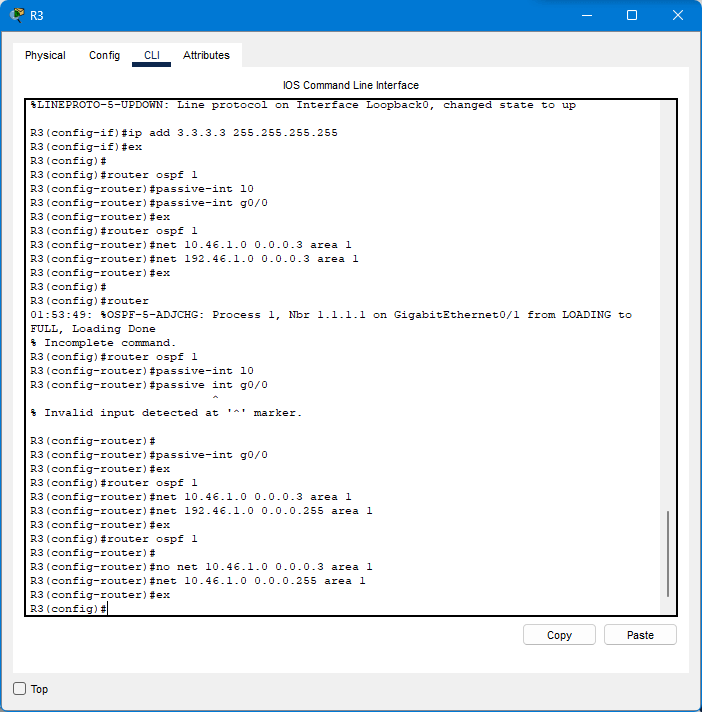 R3
Physical Config CLI Attributes
IOS Command Line Interface
%LINEPROTO-5-UPDOWN: Line protocol on Interface Loopback0, changed state to up
R3(config-if)#ip add 3.3.3.3 255.255.255.255
R3(config-if)#ex
R3(config)#
R3(config)#router ospf 1
R3(config-router)#passive-int l0
R3(config-router)#passive-int g0/0
R3(config-router)#ex
R3(config)#router ospf 1
R3(config-router)#net 10.46.1.0 0.0.0.3 area 1
R3(config-router)#net 192.46.1.0 0.0.0.3 area 1
R3(config-router)#ex
R3(config)#
R3(config)#router
01:53:49: %OSPF-5-ADJCHG: Process 1, Nbr 1.1.1.1 on GigabitEthernet0/1 from LOADING to
FULL, Loading Done
% Incomplete command.
R3(config)#router ospf 1
R3(config-router)#passive-int l0
R3(config-router)#passive int g0/0
^
% Invalid input detected at '^' marker.
R3(config-router)#
R3(config-router)#passive-int g0/0
R3(config-router)#ex
R3(config)#router ospf 1
R3(config-router)#net 10.46.1.0 0.0.0.3 area 1
R3(config-router)#net 192.46.1.0 0.0.0.255 area 1
R3(config-router)#ex
R3(config)#router ospf 1
R3(config-router)#
R3(config-router)#no net 10.46.1.0 0.0.0.3 area 1
R3(config-router)#net 10.46.1.0 0.0.0.255 area 1
R3(config-router)#ex
R3(config)#
Copy Paste
Top